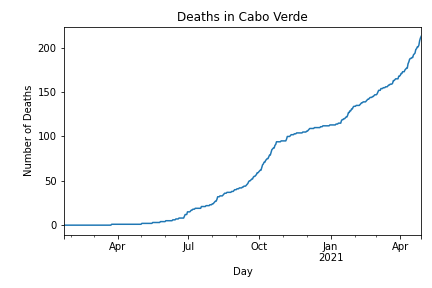 Deaths in Cabo Verde
200
150
100
50
0
Number of Deaths
Apr Jul Oct Jan Apr
2021
Day